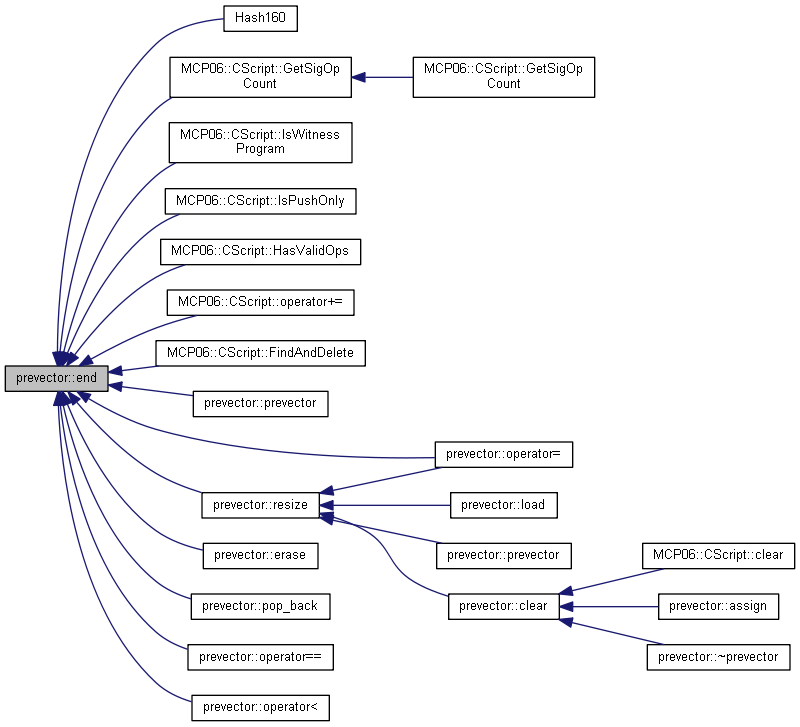 Hash160
MCP06::CScript::GetSigOp
Count
MCP06::CScript::GetSigOp
Count
MCP06::CScript::IsWitness
Program
MCP06::CScript::IsPushOnly
MCP06::CScript::HasValidOps
MCP06::CScript::operator+=
MCP06::CScript::FindAndDelete
prevector::end
prevector::prevector
prevector::operator=
prevector::resize
prevector::load
prevector::erase
prevector::prevector
MCP06::CScript::clear
prevector::pop_back
prevector::clear
prevector::assign
prevector::operator==
prevector::~prevector
prevector::operator<